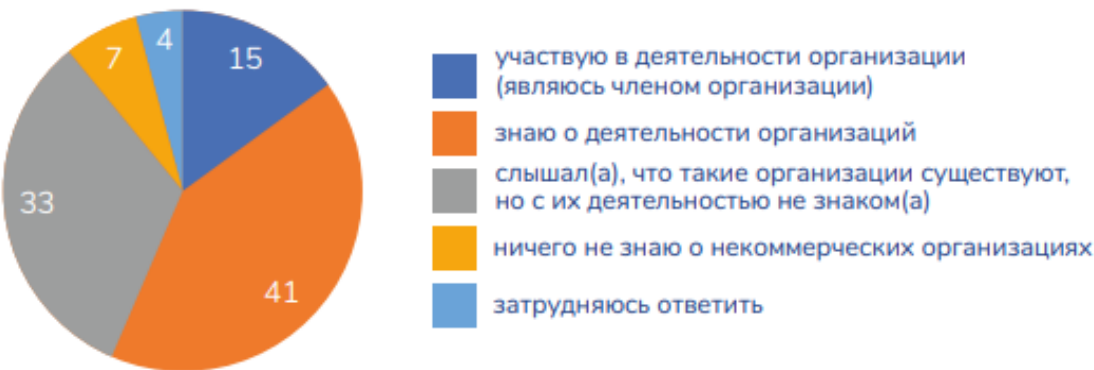 4
7
15
33
41
участвую в деятельности организации
(являюсь членом организации)
знаю о деятельности организаций
слышал(а), что такие организации существуют,
но с их деятельностью не знаком(а)
ничего не знаю о некоммерческих организациях
затрудняюсь ответить